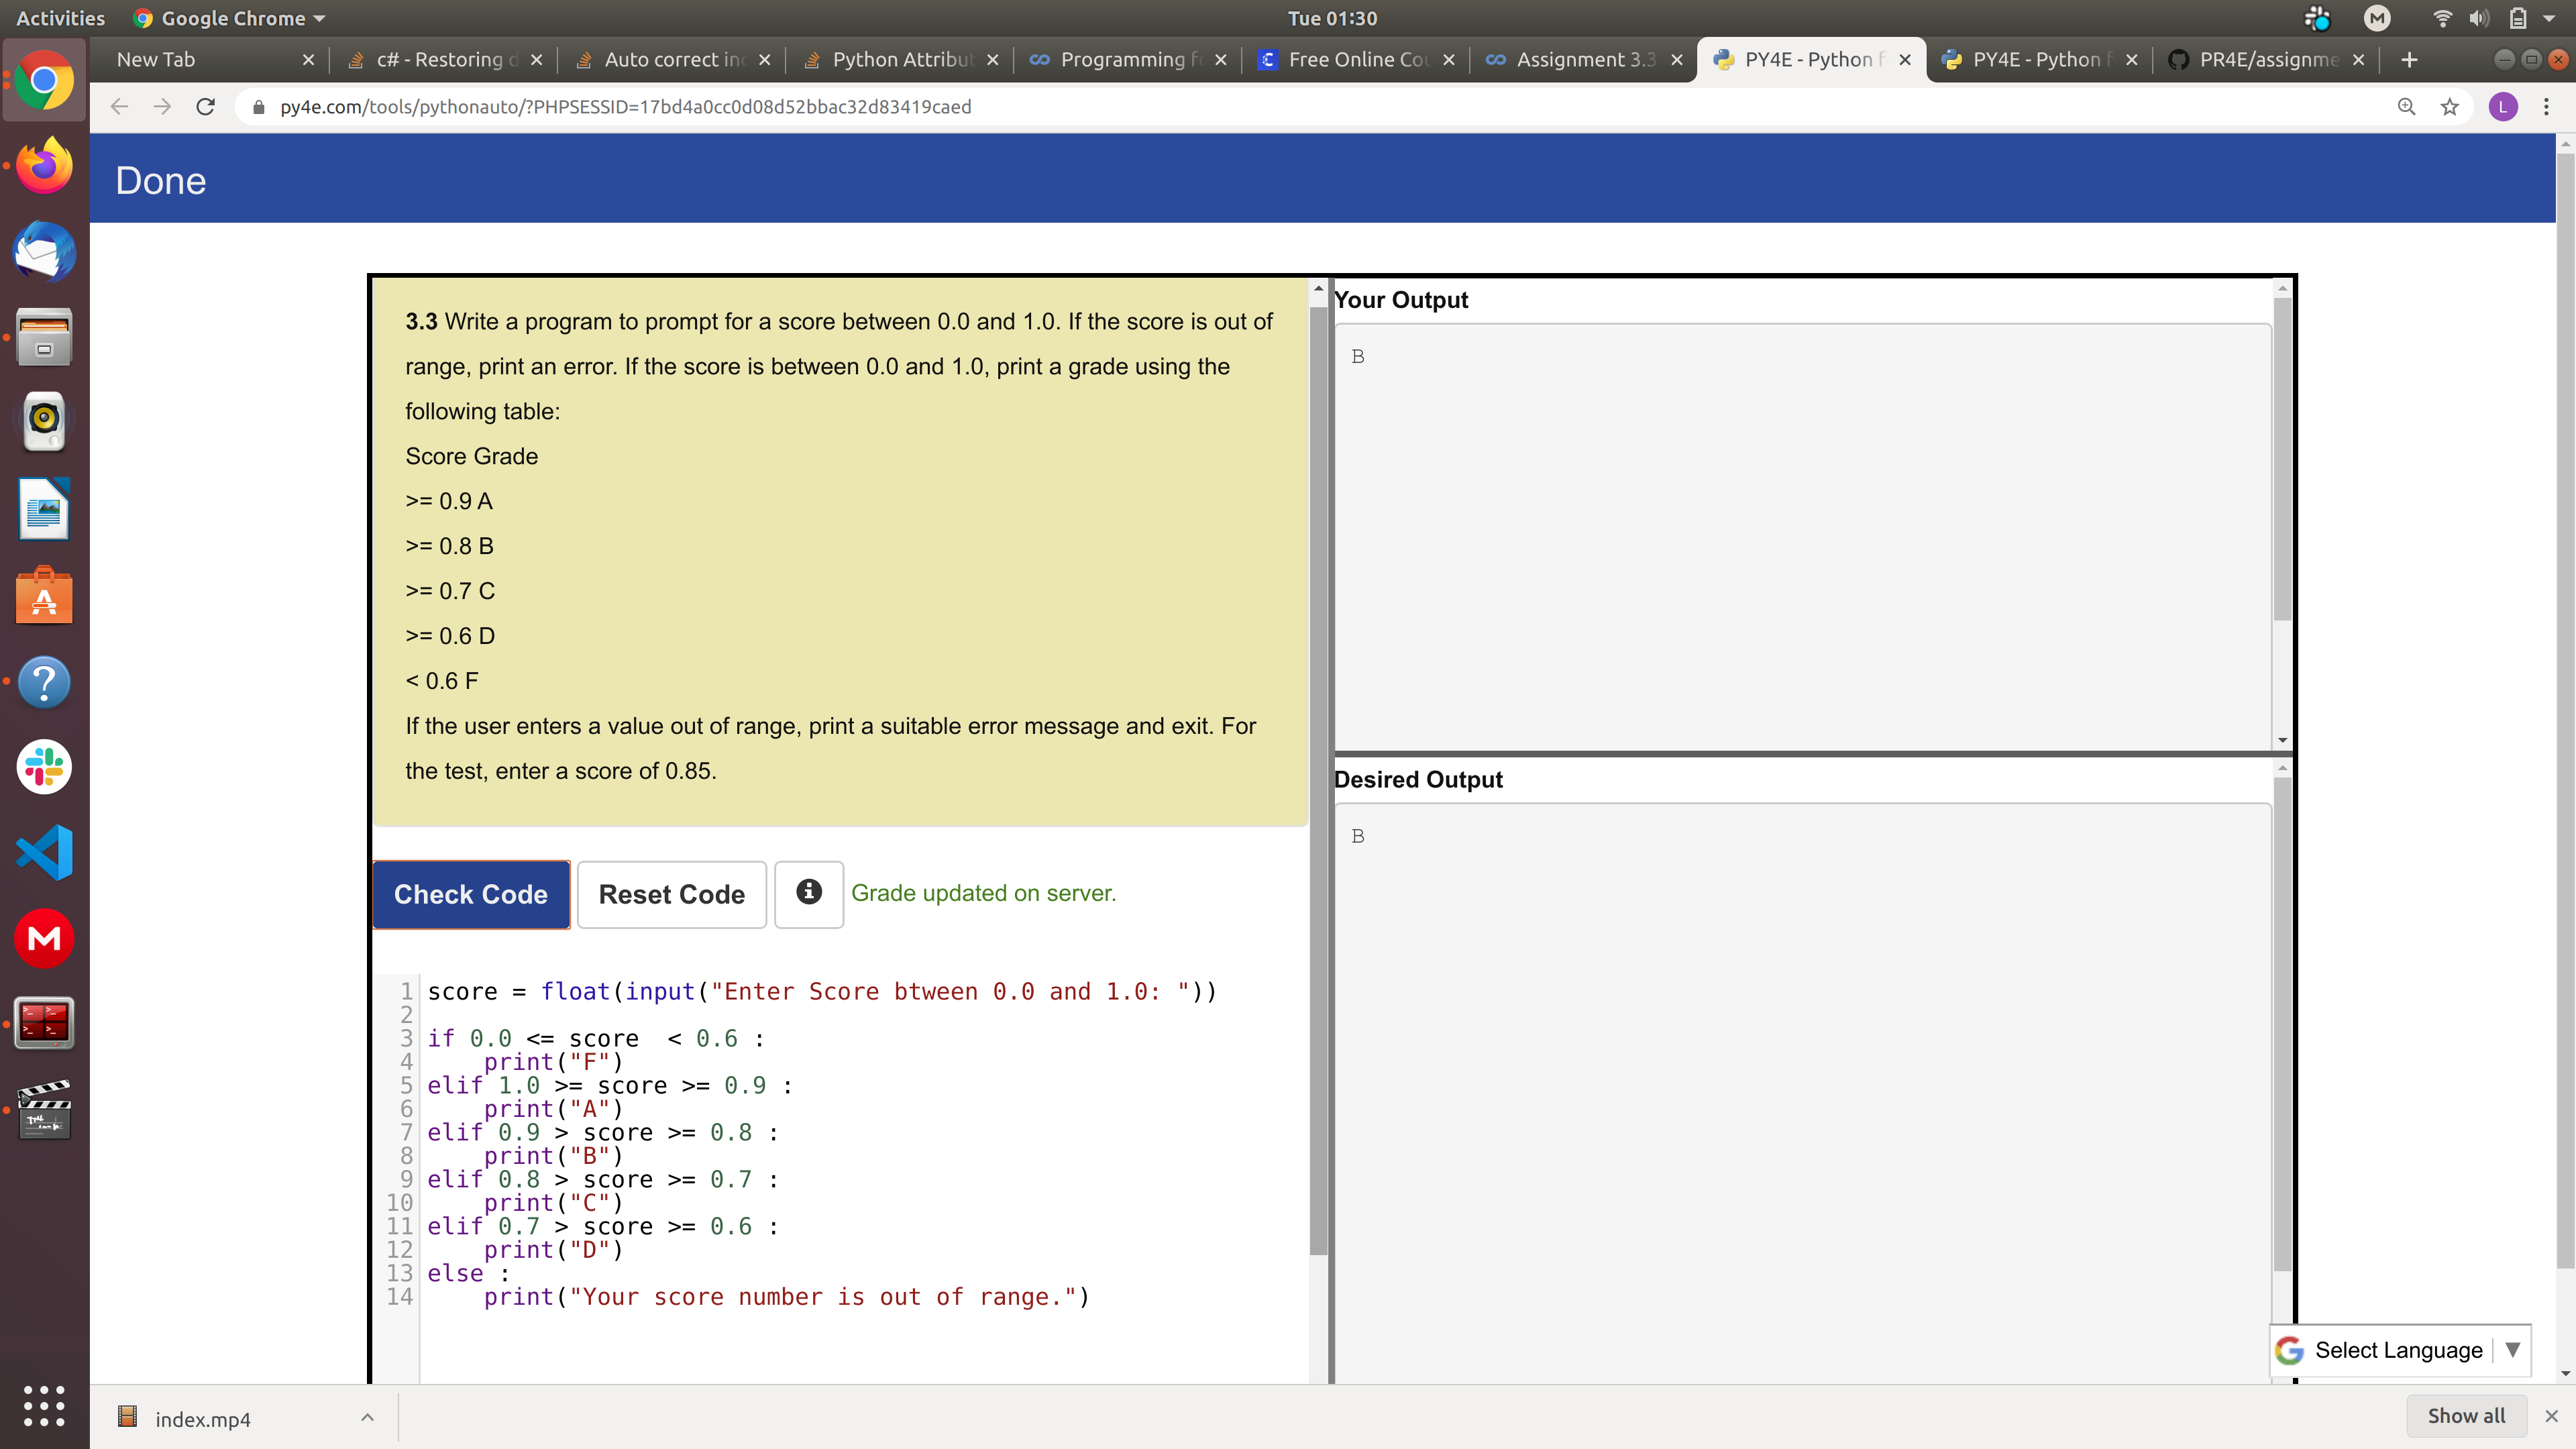 Activities
Google Chrome
Tue 01:30
New Tab
c# - Restoring d
Auto correct in
Python Attribut
Programming f
Free Online Cou
Assignment 3.3
PY4E - Python f
PY4E - Python f
PR4E/assignme
py4e.com/tools/pythonauto/?PHPSESSID=17bd4a0cc0d08d52bbac32d83419caed
L
Done
3.3 Write a program to prompt for a score between 0.0 and 1.0. If the score is out of
range, print an error. If the score is between 0.0 and 1.0, print a grade using the
following table:
Score Grade
>= 0.9 A
>= 0.8 B
>= 0.7 C
>= 0.6 D
< 0.6 F
If the user enters a value out of range, print a suitable error message and exit. For
the test, enter a score of 0.85.
Check Code
Reset Code
Grade updated on server.
1 score = float(input("Enter Score btween 0.0 and 1.0: "))
2
3 if 0.0 <= score  < 0.6 :
4     print("F")
5 elif 1.0 >= score >= 0.9 :
6     print("A")
7 elif 0.9 > score >= 0.8 :
8     print("B")
9 elif 0.8 > score >= 0.7 :
10     print("C")
11 elif 0.7 > score >= 0.6 :
12     print("D")
13 else :
14     print("Your score number is out of range.")
Your Output
B
Desired Output
B
Select Language
index.mp4
Show all